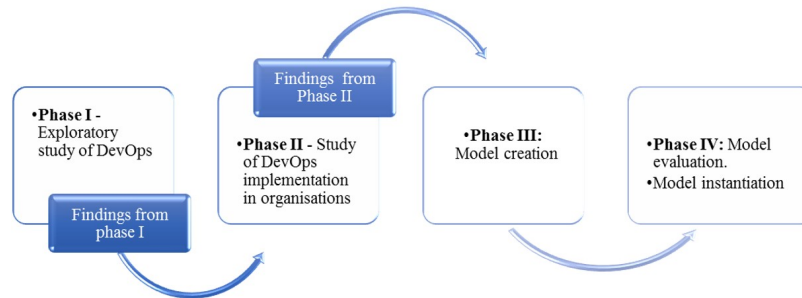 •Phase I -
Exploratory
study of DevOps
Findings from
phase I
Findings from
Phase II
•Phase II - Study
of DevOps
implementation
in organisations
•Phase III:
Model creation
•Phase IV: Model
evaluation.
•Model instantiation